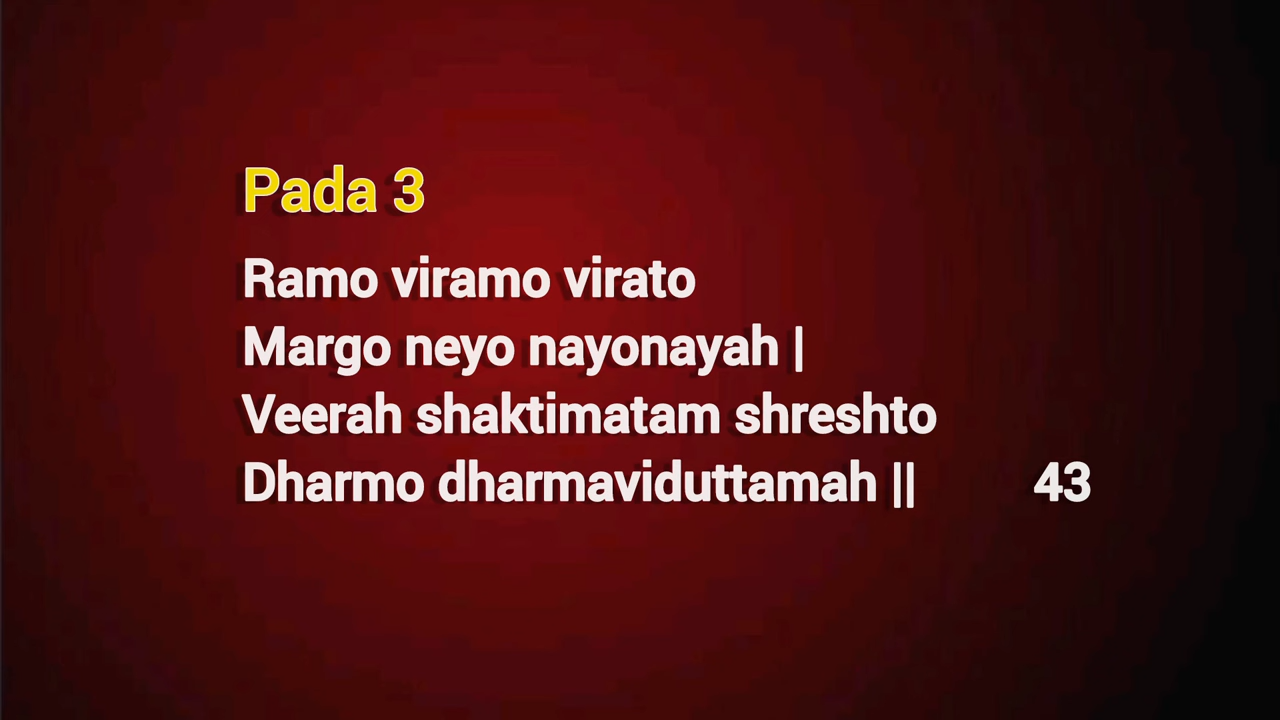 Pada 3
Ramo viramo virato
Margo neyo nayonayah |
Veerah shaktimatam shreshto
Dharmo dharmaviduttamah || 43